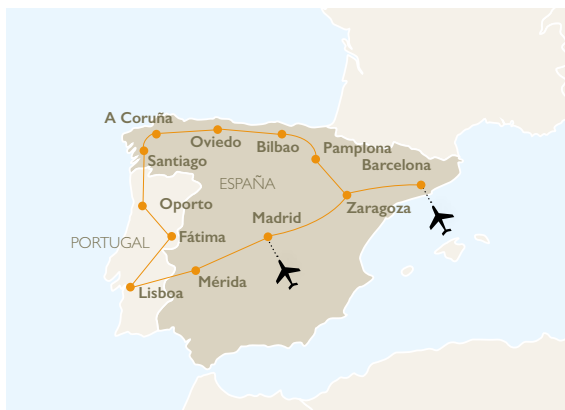 A Coruña
Oviedo
Bilbao
Pamplona
Santiago
Barcelona
ESPAÑA
Zaragoza
Oporto
Madrid
Fátima
PORTUGAL
Mérida
Lisboa